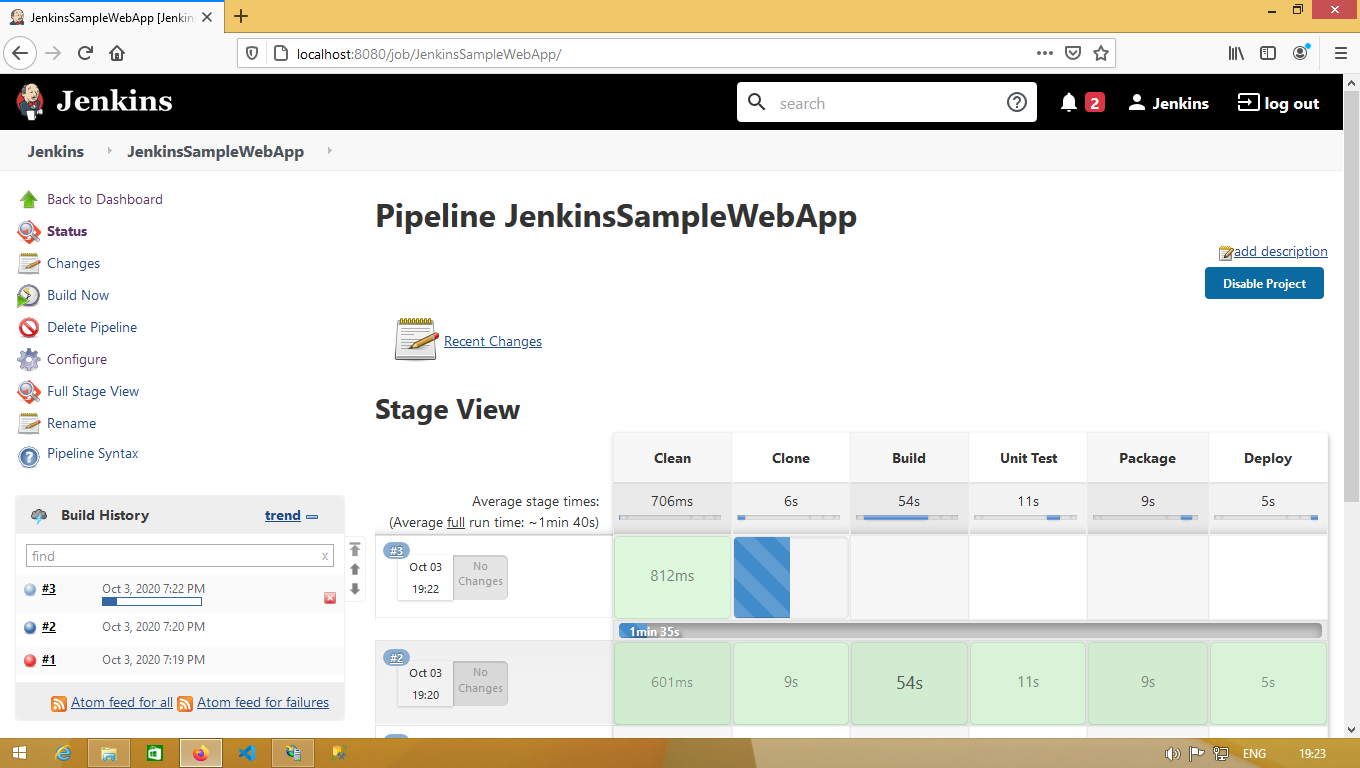 JenkinsSampleWebApp [Jenkins
localhost:8080/job/JenkinsSampleWebApp/
Jenkins
search
2
Jenkins
log out
Jenkins
JenkinsSampleWebApp
Back to Dashboard
Status
Changes
Build Now
Delete Pipeline
Configure
Full Stage View
Rename
Pipeline Syntax
Build History
trend
find
x
#3
Oct 3, 2020 7:22 PM
#2
Oct 3, 2020 7:20 PM
#1
Oct 3, 2020 7:19 PM
Atom feed for all
Atom feed for failures
Pipeline JenkinsSampleWebApp
add description
Disable Project
Recent Changes
Stage View
Clean
Clone
Build
Unit Test
Package
Deploy
Average stage times:
(Average full run time: ~1min 40s)
706ms
6s
54s
11s
9s
5s
#3
Oct 03
19:22
No
Changes
812ms
1min 35s
#2
Oct 03
19:20
No
Changes
601ms
9s
54s
11s
9s
5s
ENG
19:23